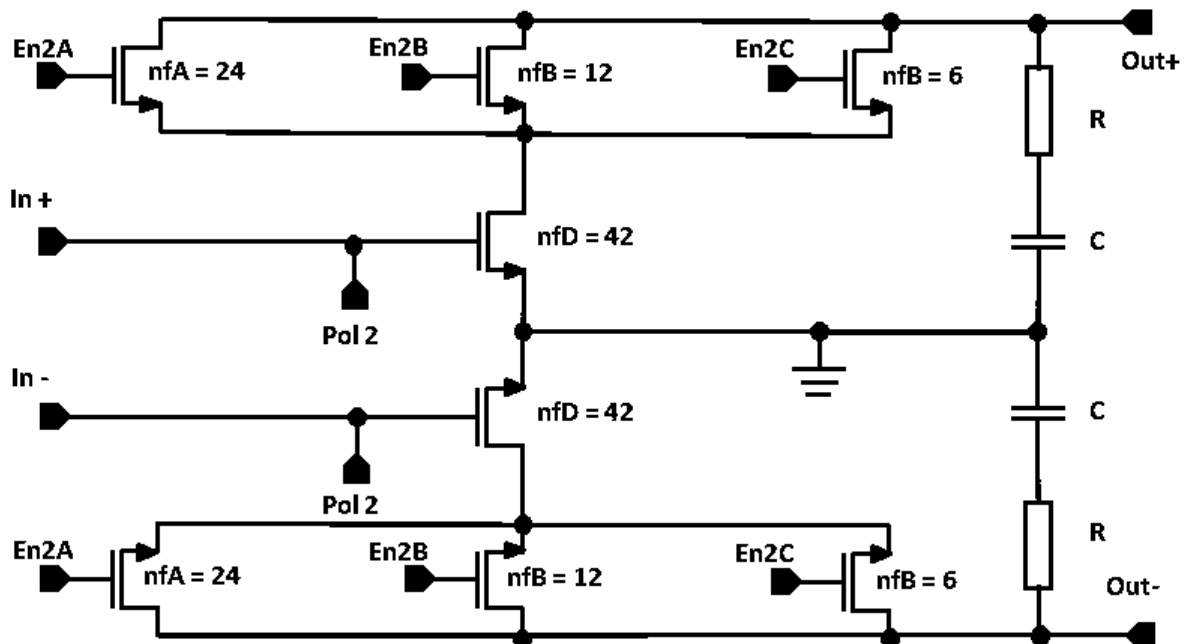 En2A
En2B
En2C
Out+
nfA = 24
nfB = 12
nfB = 6
R
In +
nfD = 42
C
Pol 2
In -
nfD = 42
C
Pol 2
En2A
En2B
En2C
R
nfA = 24
nfB = 12
nfB = 6
Out-